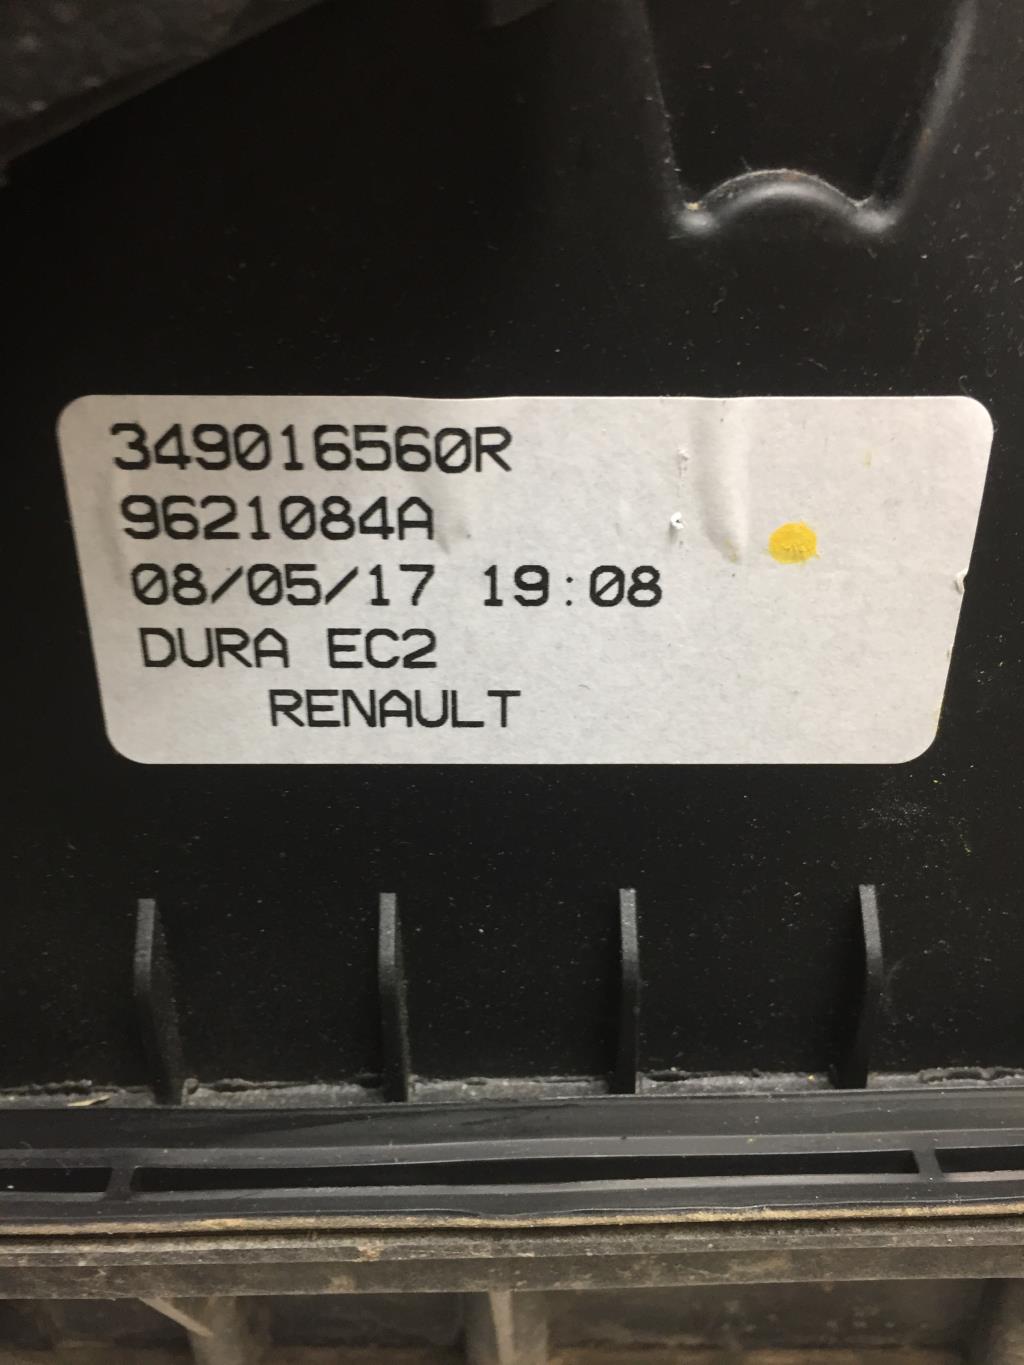 349016560R
9621084A
08/05/17 19:08
DURA EC2
RENAULT